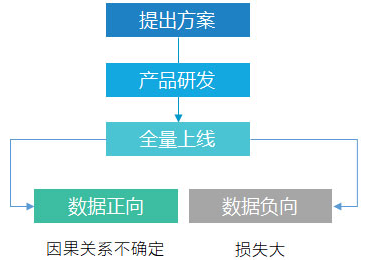 提出方案
产品研发
全量上线
数据正向
数据负向
因果关系不确定
损失大